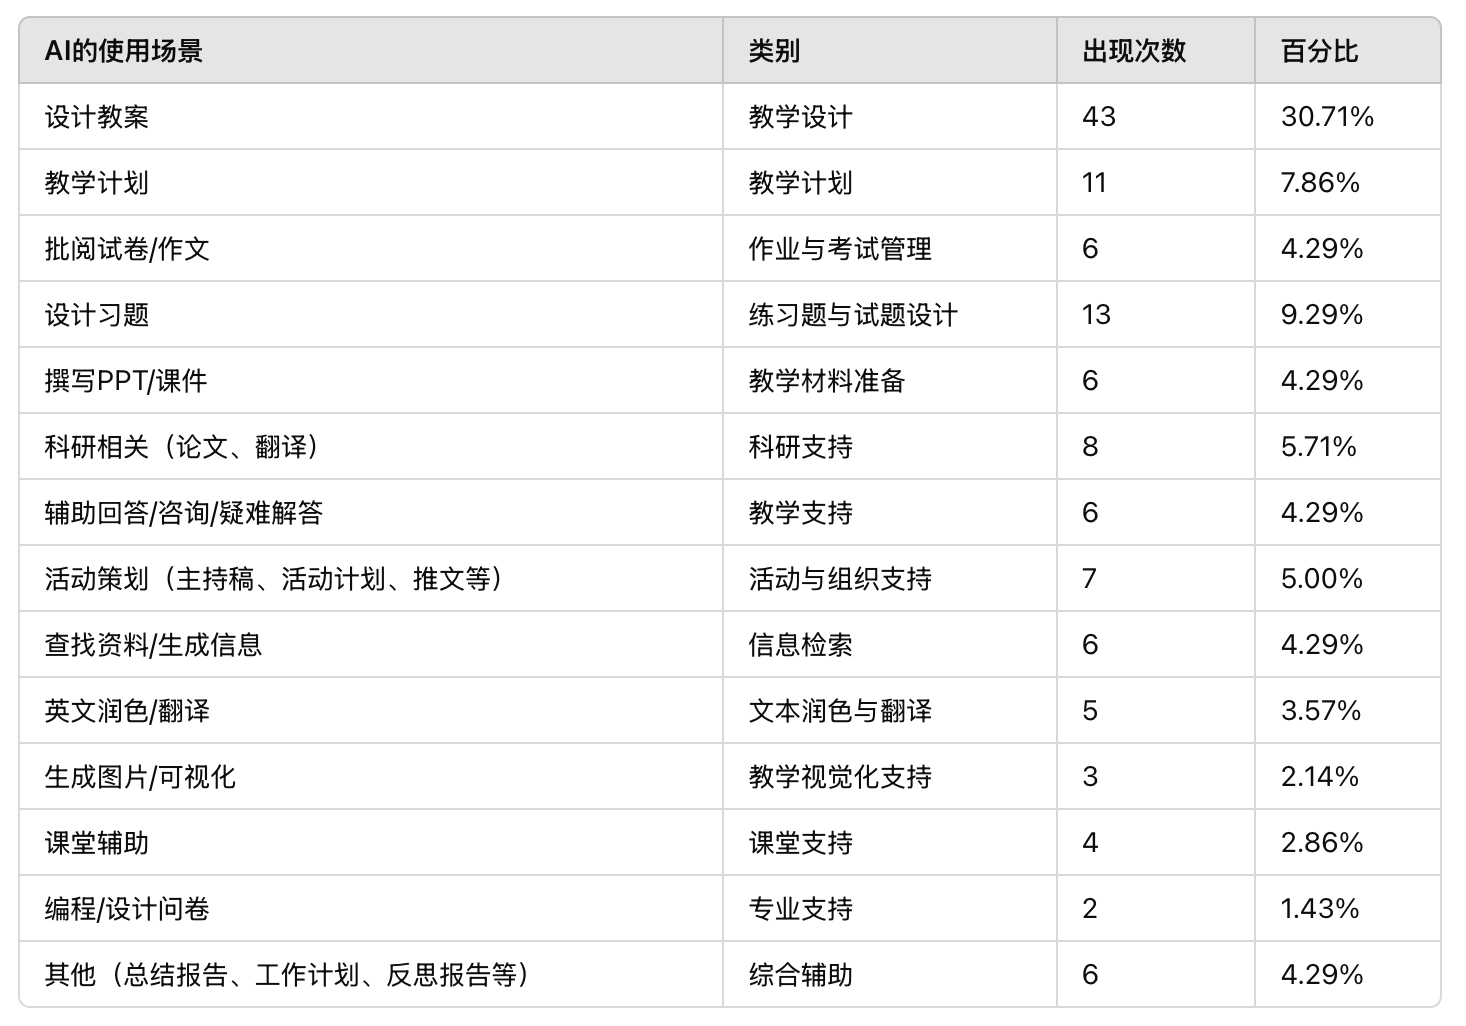 AI的使用场景 类别 出现次数 百分比
设计教案 教学设计 43 30.71%
教学计划 教学计划 11 7.86%
批阅试卷/作文 作业与考试管理 6 4.29%
设计习题 练习题与试题设计 13 9.29%
撰写PPT/课件 教学材料准备 6 4.29%
科研相关（论文、翻译） 科研支持 8 5.71%
辅助回答/咨询/疑难解答 教学支持 6 4.29%
活动策划（主持稿、活动计划、推文等） 活动与组织支持 7 5.00%
查找资料/生成信息 信息检索 6 4.29%
英文润色/翻译 文本润色与翻译 5 3.57%
生成图片/可视化 教学视觉化支持 3 2.14%
课堂辅助 课堂支持 4 2.86%
编程/设计问卷 专业支持 2 1.43%
其他（总结报告、工作计划、反思报告等） 综合辅助 6 4.29%